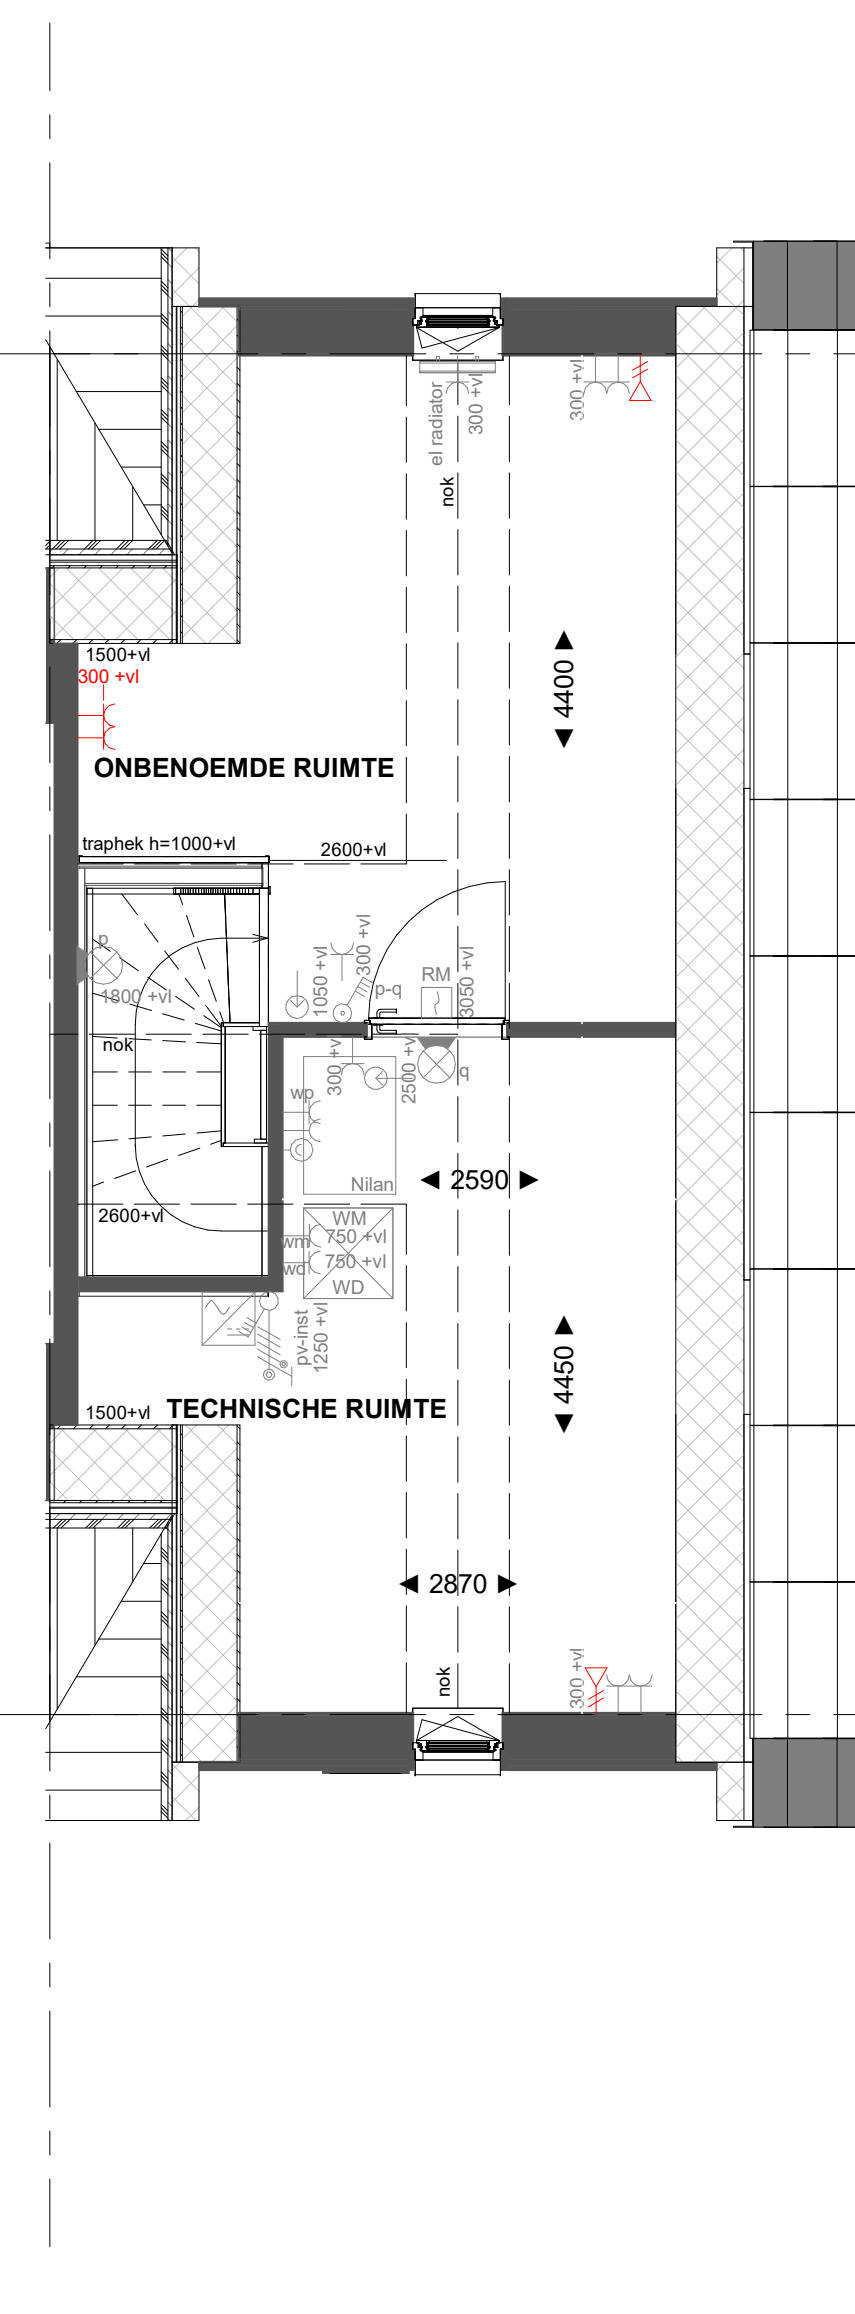 el radiator
300 +vl
300 +vl
nok
1500+vl
300 +vl
4400
ONBENOEMDE RUIMTE
traphek h=1000+vl
2600+vl
p
1800 +vl
1050 +vl
300 +vl
p-q
RM
3050 +vl
nok
300 +vl
2500 +vl
q
wp
Nilan
2590
2600+vl
WM
wm
750 +vl
wd
750 +vl
WD
pv-inst
1250 +vl
4450
1500+vl
TECHNISCHE RUIMTE
2870
nok
300 +vl